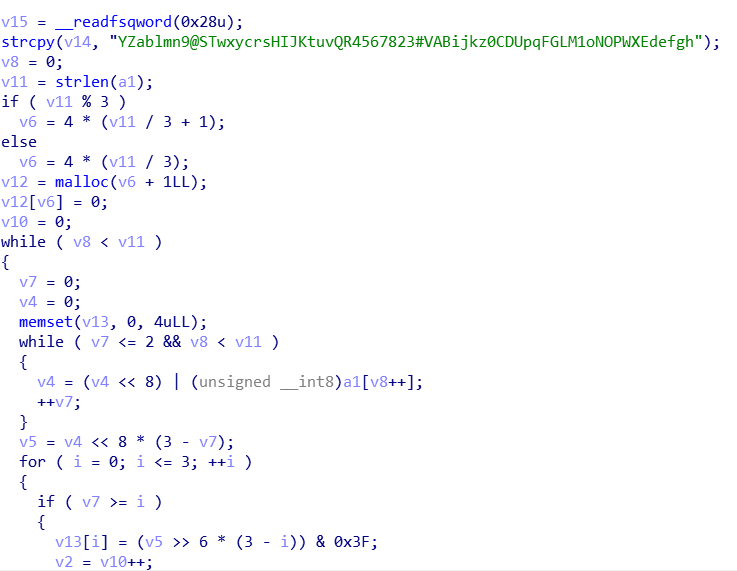 v15 = __readfsqword(0x28u);
strcpy(v14, "YZablmn9@STwxycrsHIJKtuvQR4567823#VABijkz0CDUpqFGLM1oNOPWXEdefgh");
v8 = 0;
v11 = strlen(a1);
if ( v11 % 3 )
  v6 = 4 * (v11 / 3 + 1);
else
  v6 = 4 * (v11 / 3);
v12 = malloc(v6 + 1LL);
v12[v6] = 0;
v10 = 0;
while ( v8 < v11 )
{
  v7 = 0;
  v4 = 0;
  memset(v13, 0, 4uLL);
  while ( v7 <= 2 && v8 < v11 )
  {
    v4 = (v4 << 8) | (unsigned __int8)a1[v8++];
    ++v7;
  }
  v5 = v4 << 8 * (3 - v7);
  for ( i = 0; i <= 3; ++i )
  {
    if ( v7 >= i )
    {
      v13[i] = (v5 >> 6 * (3 - i)) & 0x3F;
      v2 = v10++;